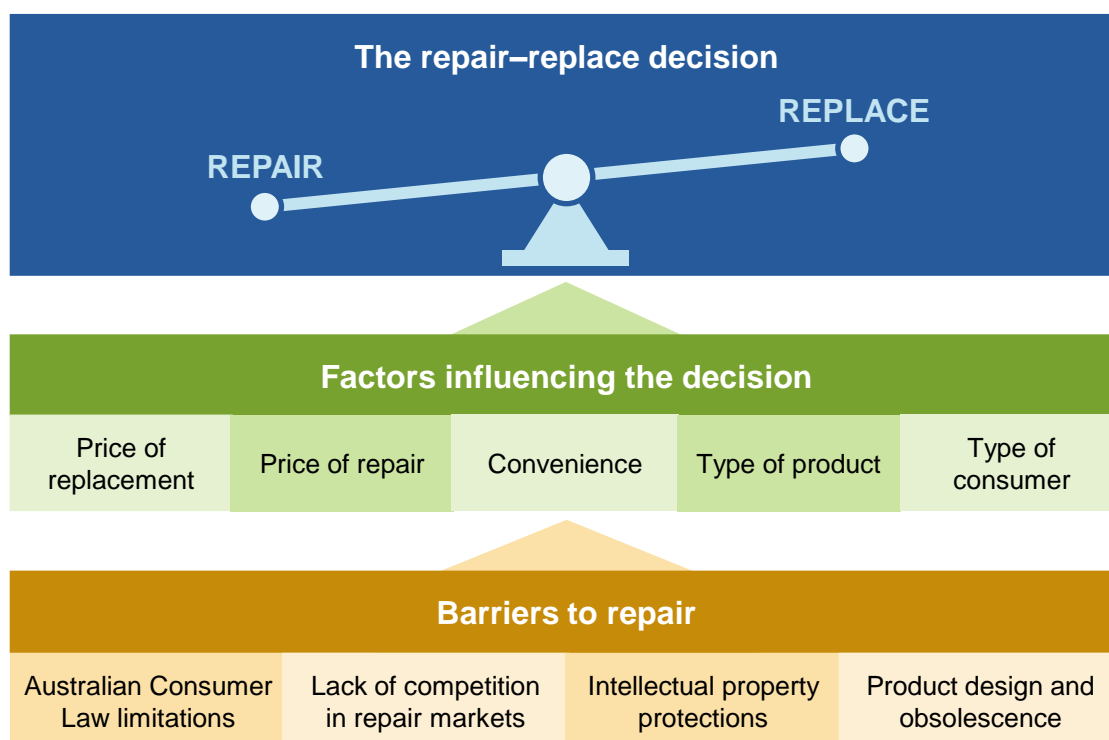 The repair–replace decision
REPLACE
REPAIR
Factors influencing the decision
Price of
replacement
Price of repair
Convenience
Type of product
Type of
consumer
Barriers to repair
Australian Consumer
Law limitations
Lack of competition
in repair markets
Intellectual property
protections
Product design and
obsolescence